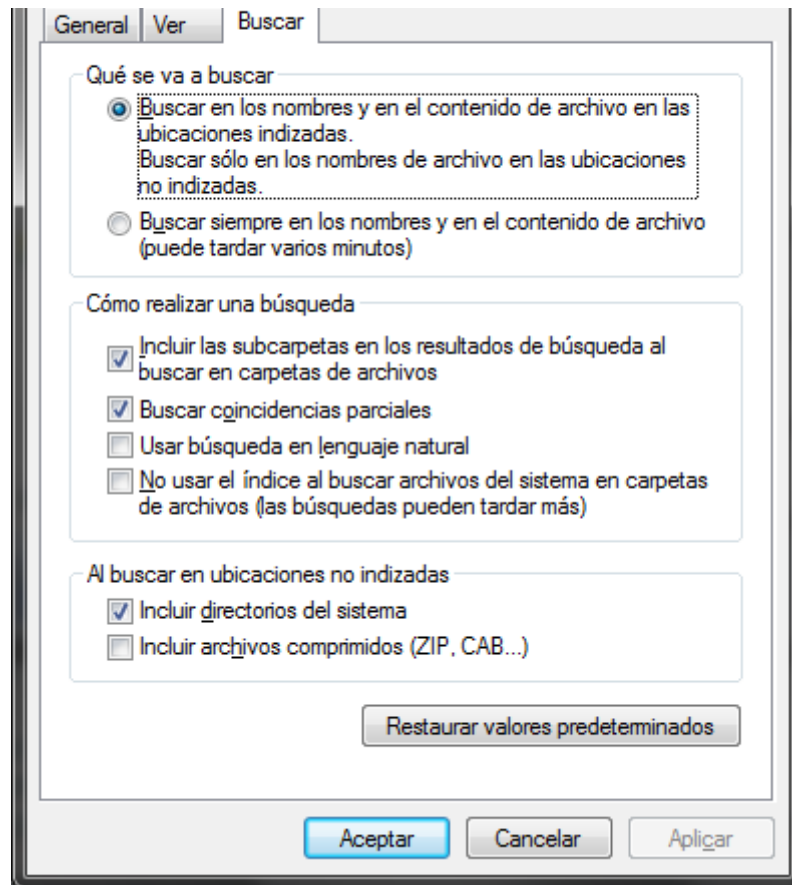 General Ver Buscar
Qué se va a buscar
Buscar en los nombres y en el contenido de archivo en las
ubicaciones indizadas.
Buscar sólo en los nombres de archivo en las ubicaciones
no indizadas.
Buscar siempre en los nombres y en el contenido de archivo
(puede tardar varios minutos)
Cómo realizar una búsqueda
Incluir las subcarpetas en los resultados de búsqueda al
buscar en carpetas de archivos
Buscar coincidencias parciales
Usar búsqueda en lenguaje natural
No usar el índice al buscar archivos del sistema en carpetas
de archivos (las búsquedas pueden tardar más)
Al buscar en ubicaciones no indizadas
Incluir directorios del sistema
Incluir archivos comprimidos (ZIP, CAB...)
Restaurar valores predeterminados
Aceptar Cancelar Aplicar